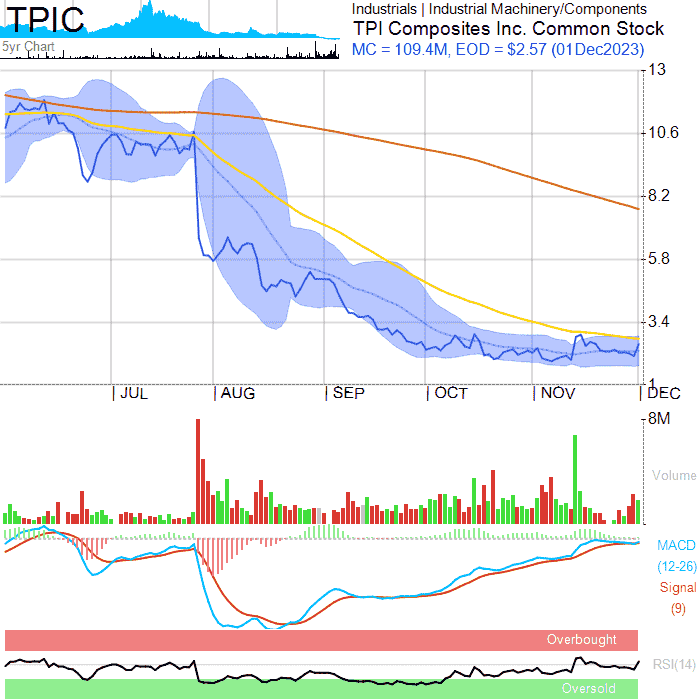 TPIC
5yr Chart
Industrials | Industrial Machinery/Components
TPI Composites Inc. Common Stock
MC = 109.4M, EOD = $2.57 (01Dec2023)
13
10.6
8.2
5.8
3.4
1
JUL
AUG
SEP
OCT
NOV
DEC
8M
Volume
MACD
(12-26)
Signal
(9)
Overbought
RSI(14)
Oversold